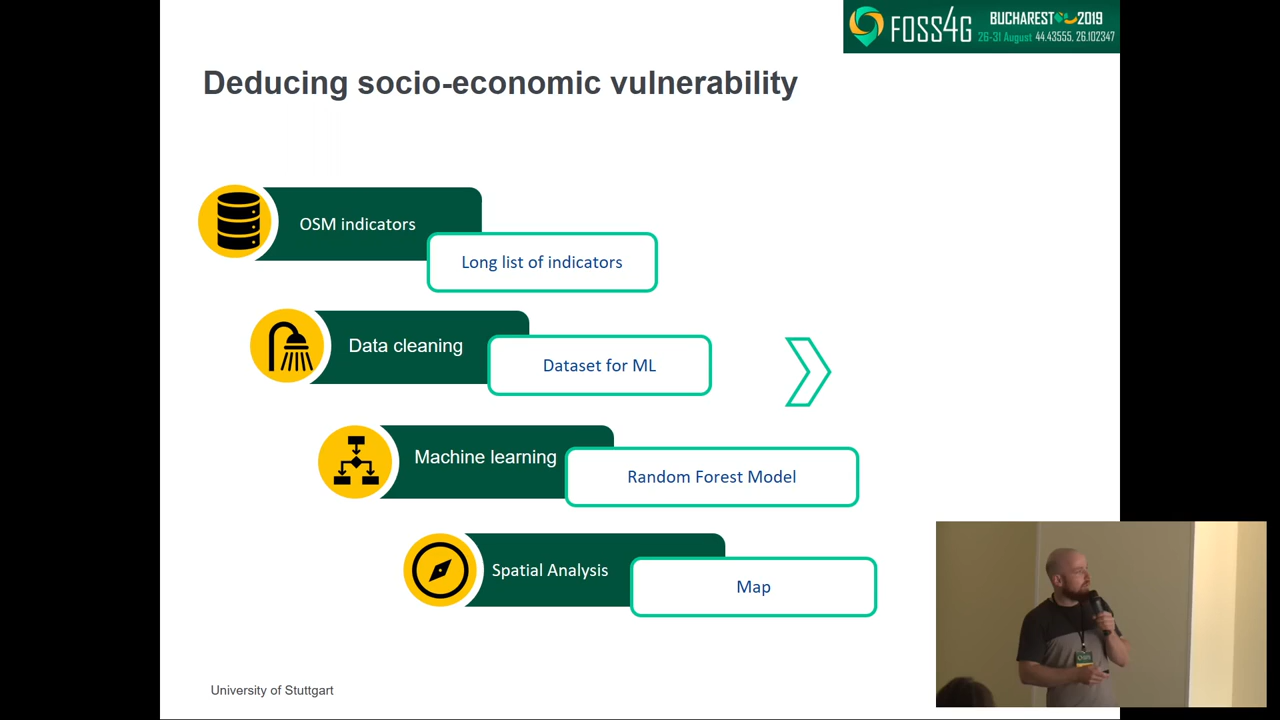 FOSS4G
BUCHAREST 2019
26-31 August 44.43555, 26.102347
Deducing socio-economic vulnerability
OSM indicators
Long list of indicators
Data cleaning
Dataset for ML
Machine learning
Random Forest Model
Spatial Analysis
Map
University of Stuttgart